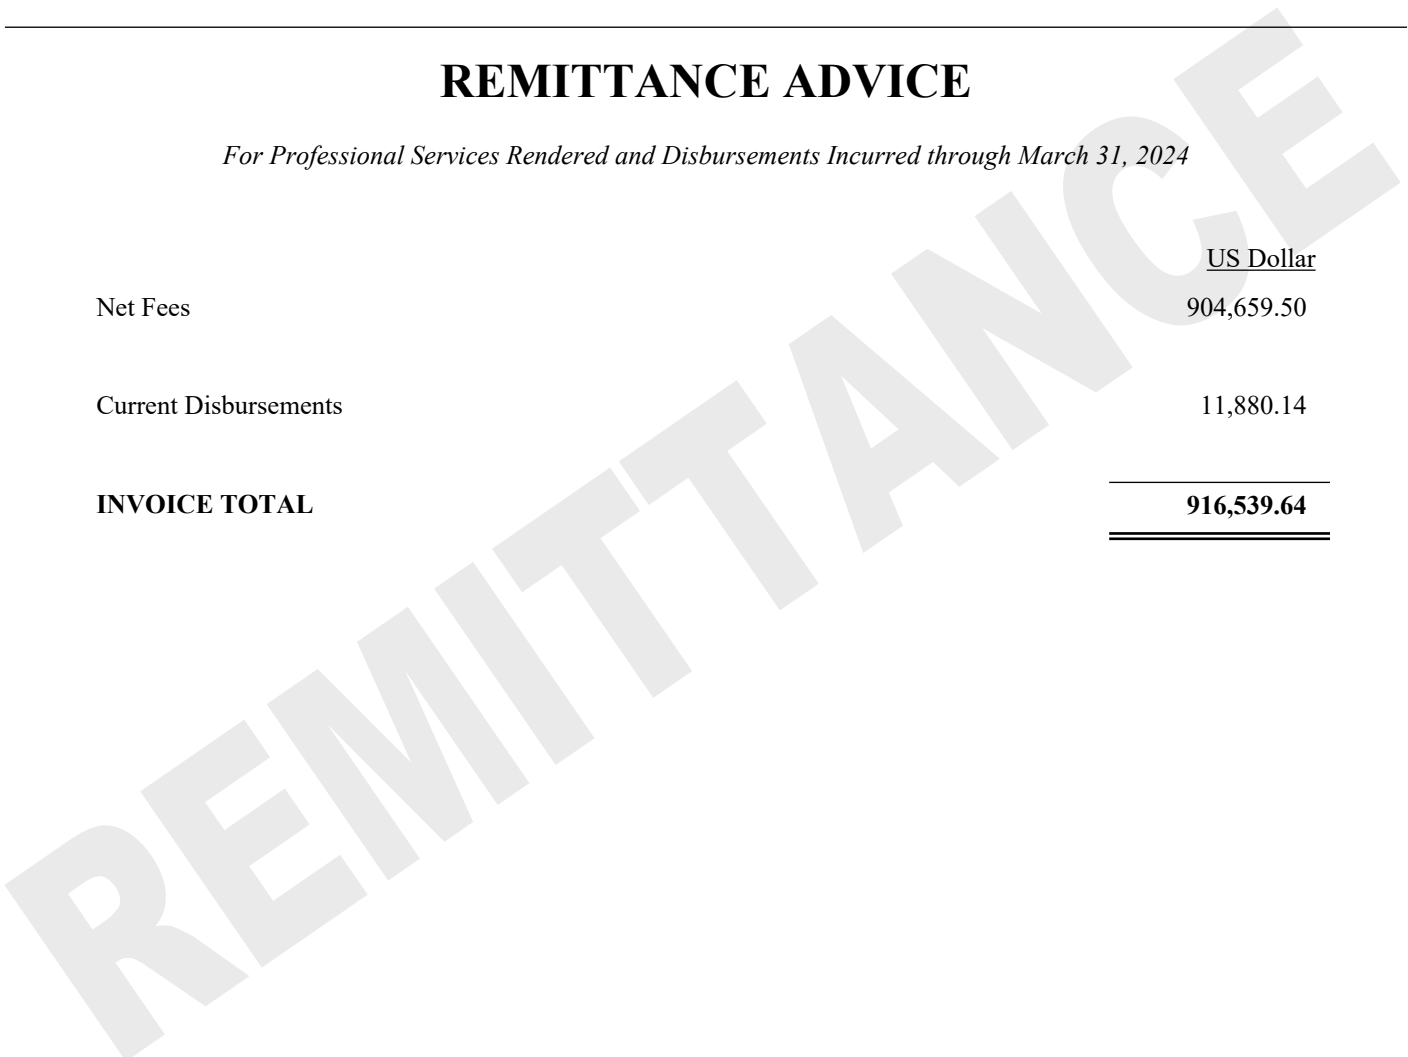 REMITTANCE ADVICE
For Professional Services Rendered and Disbursements Incurred through March 31, 2024
US Dollar
Net Fees 904,659.50
Current Disbursements 11,880.14
INVOICE TOTAL 916,539.64
REMITTANCE